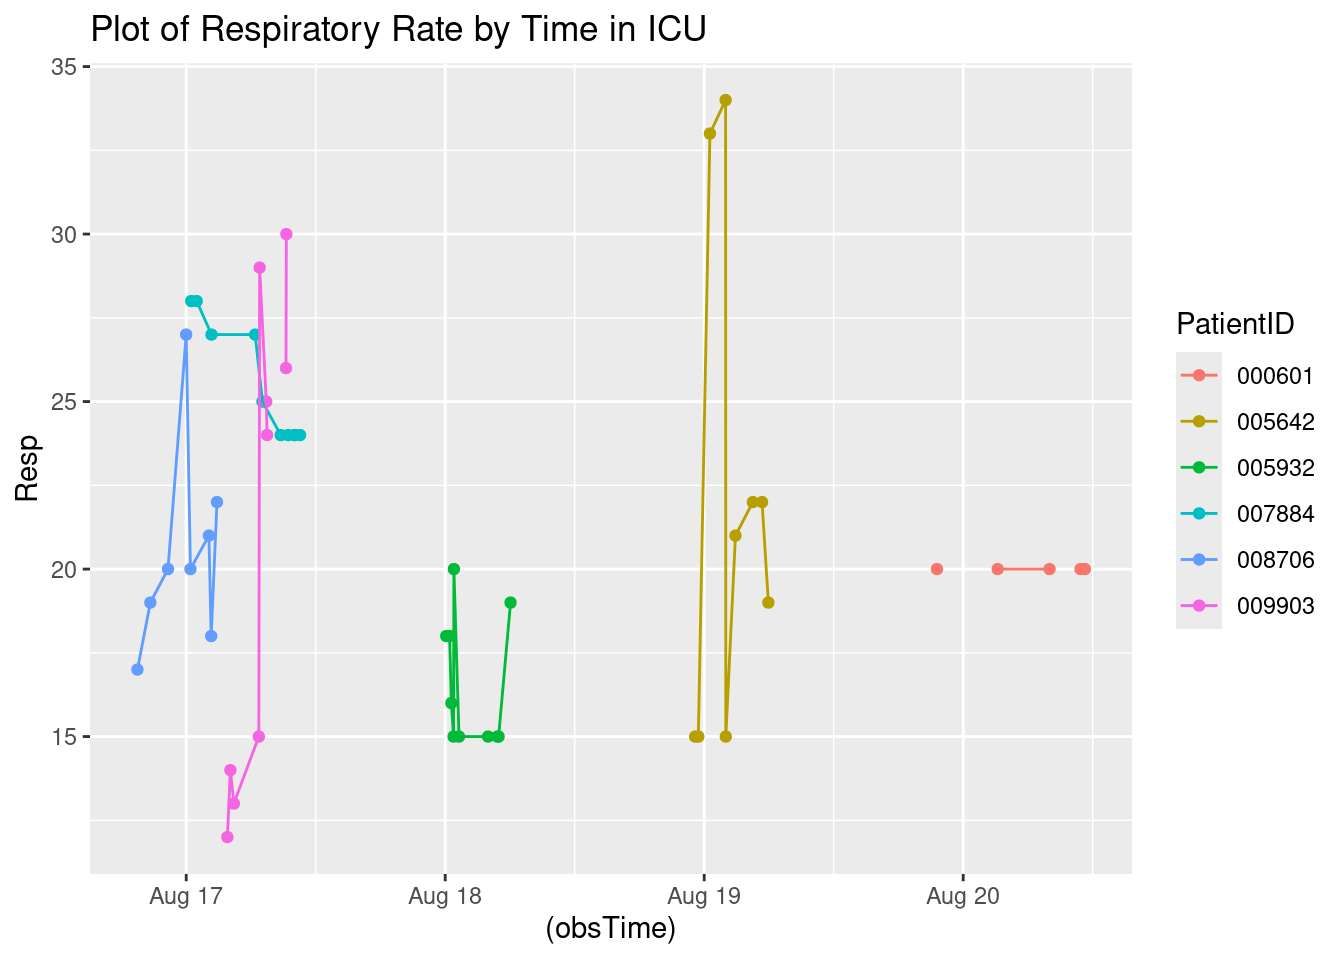 Plot of Respiratory Rate by Time in ICU
35
30
25
20
15
Resp
Aug 17
Aug 18
Aug 19
Aug 20
(obsTime)
PatientID
000601
005642
005932
007884
008706
009903